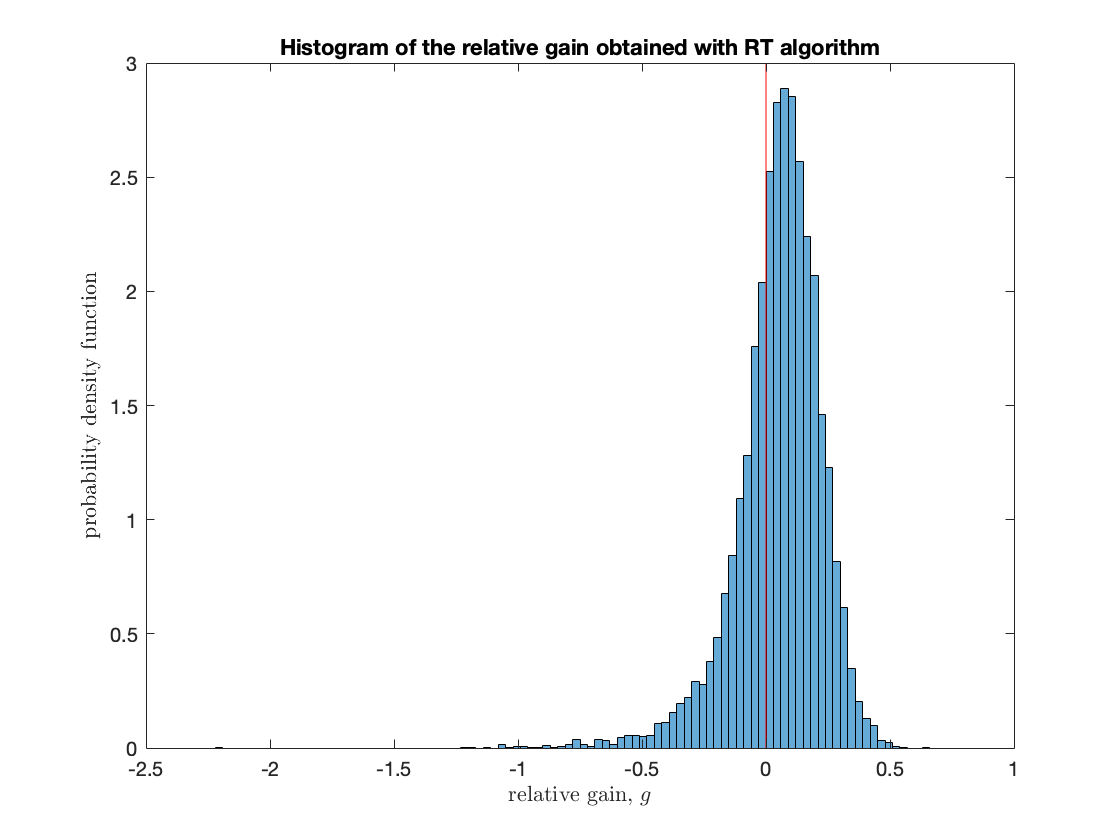 Histogram of the relative gain obtained with RT algorithm
3
2.5
2
1.5
1
0.5
0
probability density function
-2.5 -2 -1.5 -1 -0.5 0 0.5 1
relative gain, g